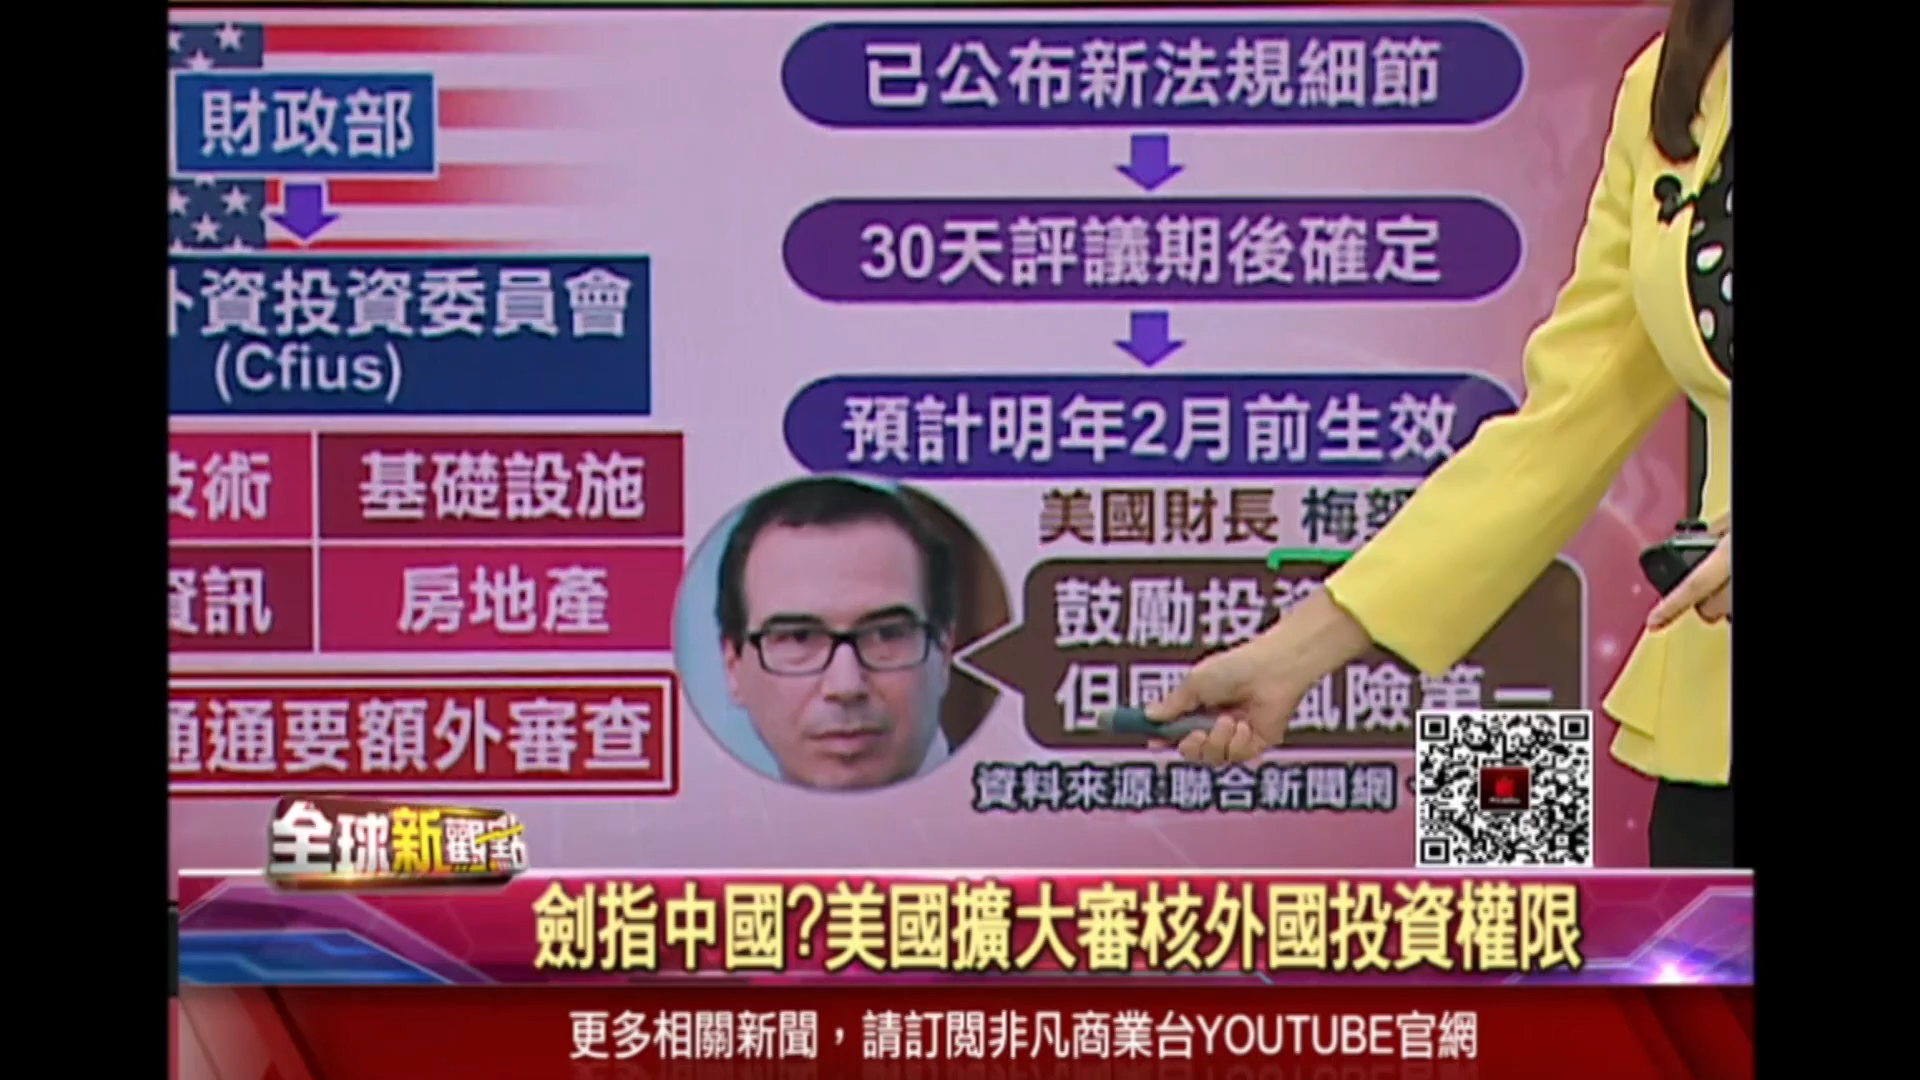 財政部
外資投資委員會
(Cfius)
技術 基礎設施
資訊 房地產
通通要額外審查
已公布新法規細節
30天評議期後確定
預計明年2月前生效
美國財長 梅努
鼓勵投資
但國 風險第一
資料來源:聯合新聞網
全球新觀點
劍指中國?美國擴大審核外國投資權限
更多相關新聞,請訂閱非凡商業台YOUTUBE官網